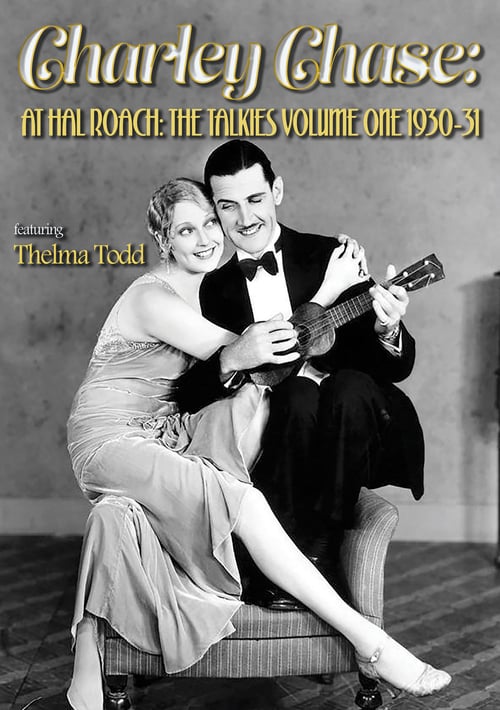 Charley Chase:
AT HAL ROACH: THE TALKIES VOLUME ONE 1930-31
featuring
Thelma Todd